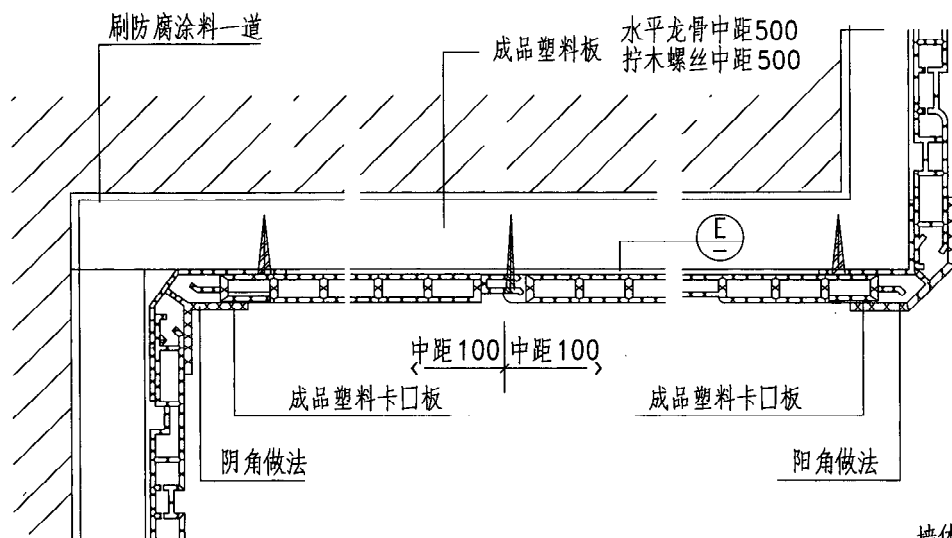 刷防腐涂料一道
成品塑料板
水平龙骨中距500
拧木螺丝中距500
E
中距100 中距100
成品塑料卡口板
成品塑料卡口板
阴角做法
阳角做法
墙体